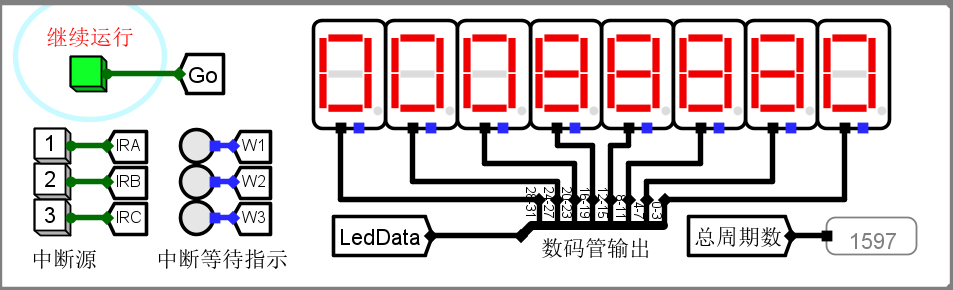 继续运行
Go
00088880
1 IRA W1
2 IRB W2
3 IRC W3
中断源
中断等待指示
28-31
24-27
20-23
16-19
12-15
8-11
4-7
0-3
LedData
数码管输出
总周期数
1597